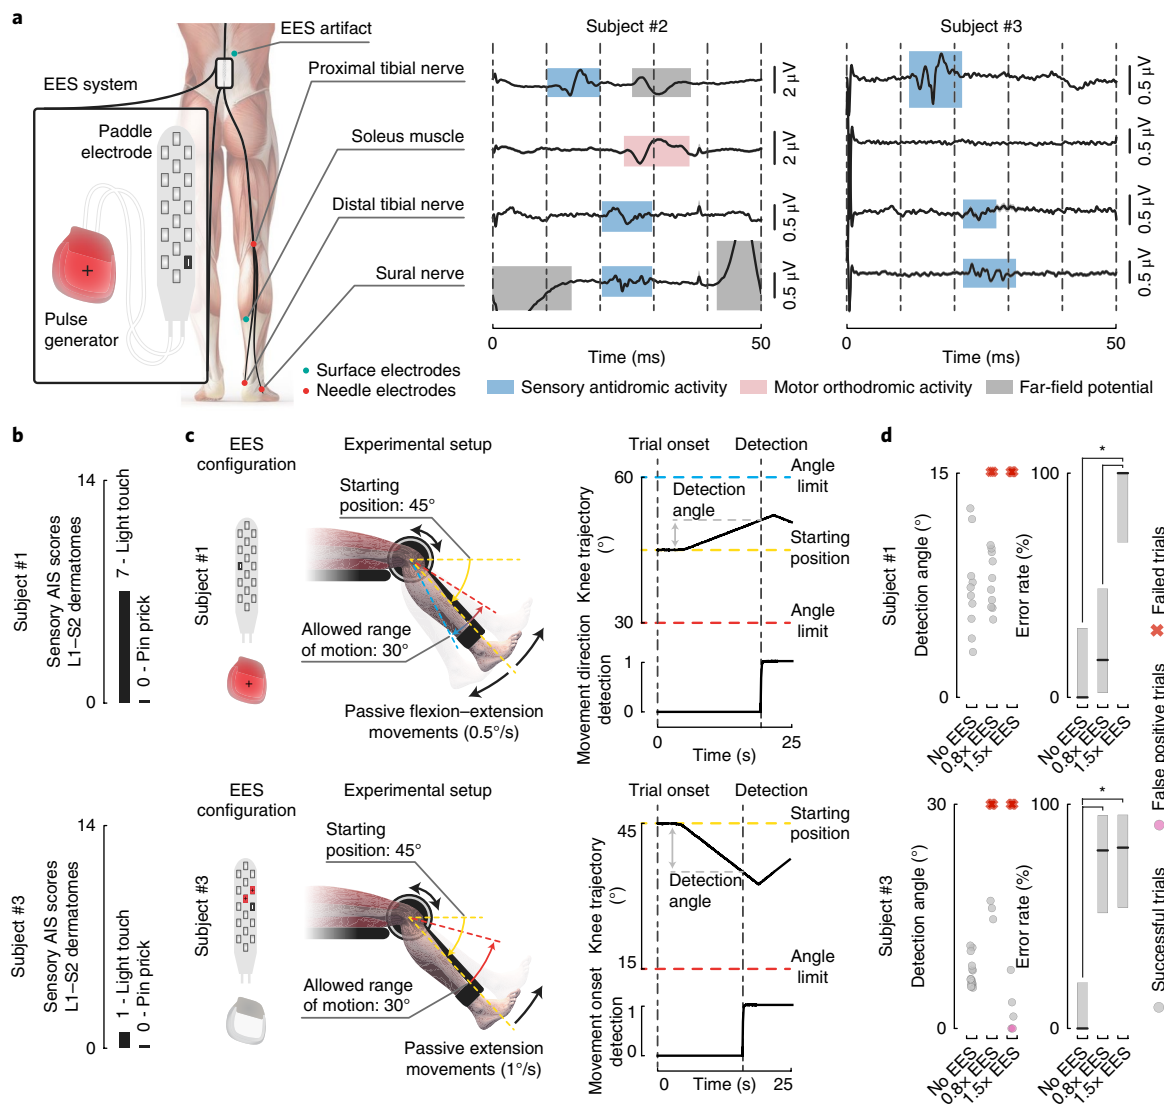 a
EES artifact
Proximal tibial nerve
EES system
Paddle
electrode
Soleus muscle
Distal tibial nerve
Sural nerve
Pulse
generator
Surface electrodes
Needle electrodes
Subject #2
2 µV
2 µV
0.5 µV
0.5 µV
0
50
Time (ms)
Subject #3
0.5 µV
0.5 µV
0.5 µV
0.5 µV
0
50
Time (ms)
Sensory antidromic activity
Motor orthodromic activity
Far-field potential
b
Subject #1
Sensory AIS scores
L1–S2 dermatomes
14
0
7 - Light touch
0 - Pin prick
Subject #3
Sensory AIS scores
L1–S2 dermatomes
14
0
1 - Light touch
0 - Pin prick
c
EES
configuration
Experimental setup
Subject #1
Starting
position: 45°
Allowed range
of motion: 30°
Passive flexion–extension
movements (0.5°/s)
Trial onset
Detection
60
Angle
limit
Detection
angle
Starting
position
30
Angle
limit
Knee trajectory
(°)
Movement direction
detection
1
0
0
25
Time (s)
EES
configuration
Experimental setup
Subject #3
Starting
position: 45°
Allowed range
of motion: 30°
Passive extension
movements (1°/s)
Trial onset
Detection
45
Starting
position
Detection
angle
15
Angle
limit
Knee trajectory
(°)
Movement onset
detection
1
0
0
25
Time (s)
d
Subject #1
Detection angle (°)
15
0
No EES
0.8× EES
1.5× EES
Error rate (%)
100
0
*
No EES
0.8× EES
1.5× EES
Subject #3
Detection angle (°)
30
0
No EES
0.8× EES
1.5× EES
Error rate (%)
100
0
*
No EES
0.8× EES
1.5× EES
Successful trials
False positive trials
Failed trials